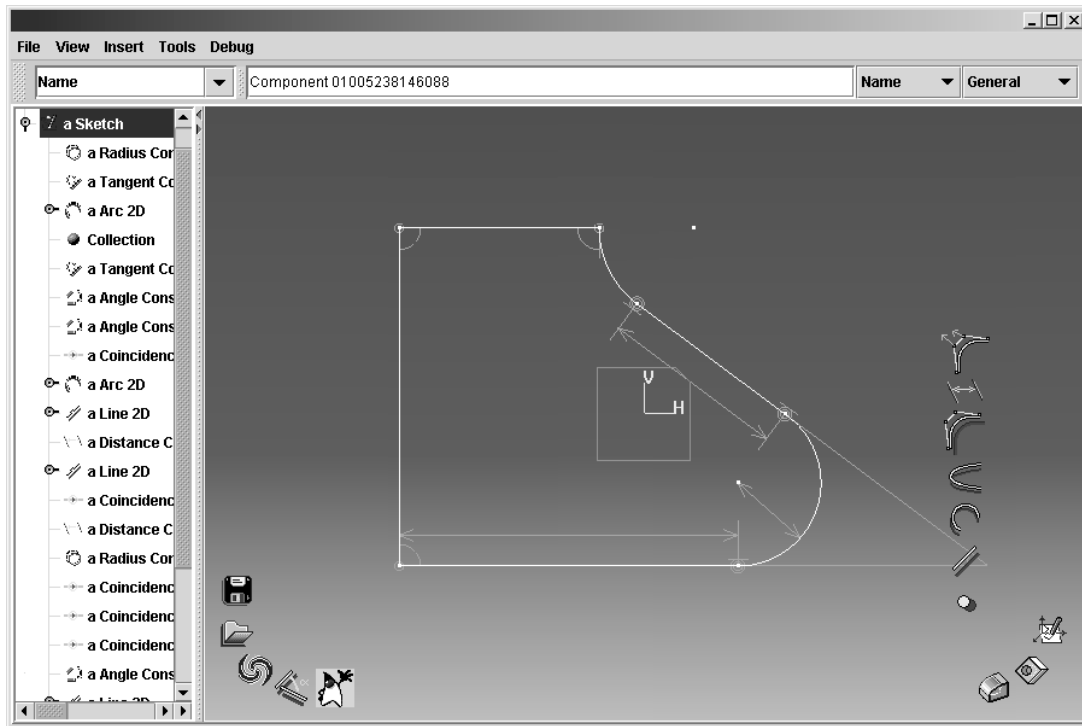 File View Insert Tools Debug
Name Component 01005238146088 Name General
a Sketch
a Radius Cor
a Tangent Co
a Arc 2D
Collection
a Tangent Co
a Angle Cons
a Angle Cons
a Coincidenc
a Arc 2D
a Line 2D
a Distance C
a Line 2D
a Coincidenc
a Distance C
a Radius Cor
a Coincidenc
a Coincidenc
a Coincidenc
a Angle Cons
a Line 2D
V
H